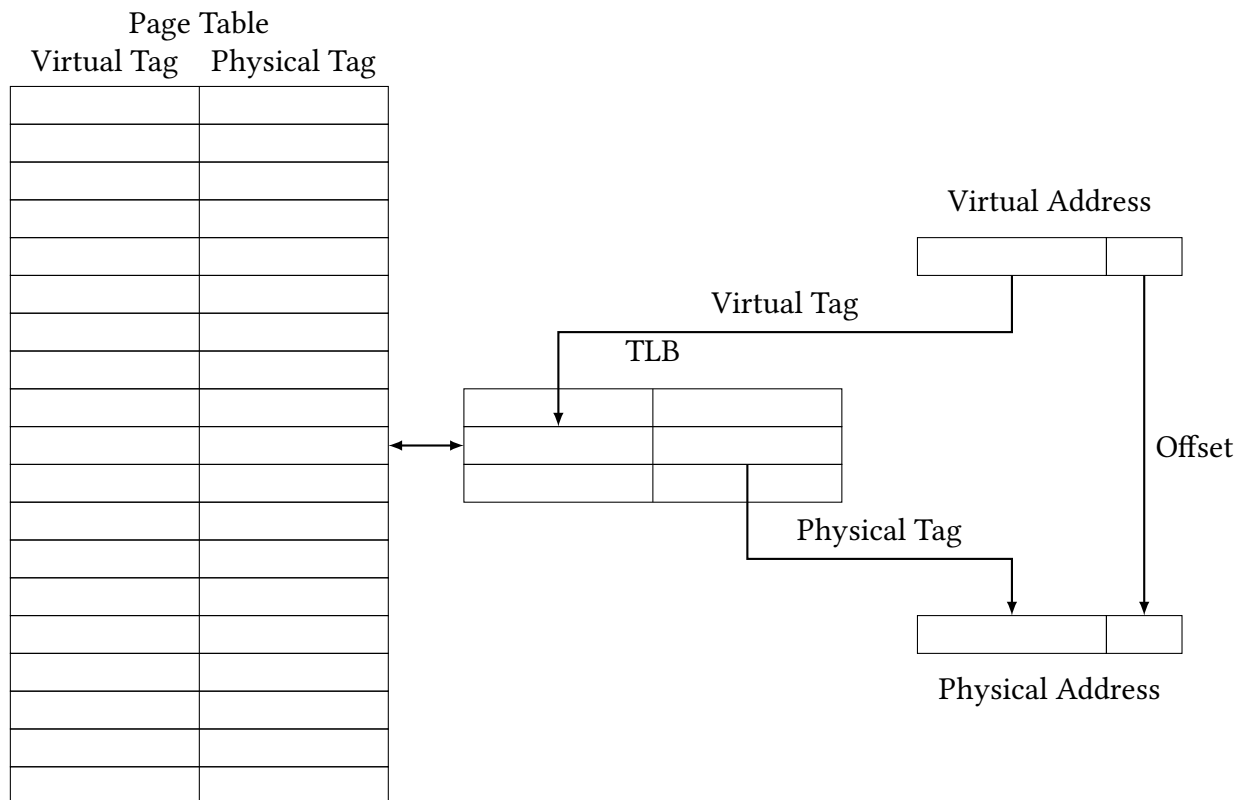 Page Table
Virtual Tag Physical Tag
Virtual Address
Virtual Tag
TLB
Offset
Physical Tag
Physical Address